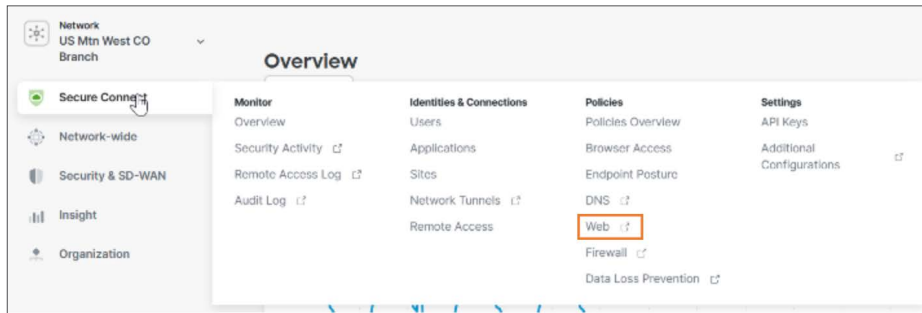 Network
US Mtn West CO
Branch
Overview
Secure Connect
Network-wide
Security & SD-WAN
Insight
Organization
Monitor
Overview
Security Activity
Remote Access Log
Audit Log
Identities & Connections
Users
Applications
Sites
Network Tunnels
Remote Access
Policies
Policies Overview
Browser Access
Endpoint Posture
DNS
Web
Firewall
Data Loss Prevention
Settings
API Keys
Additional
Configurations